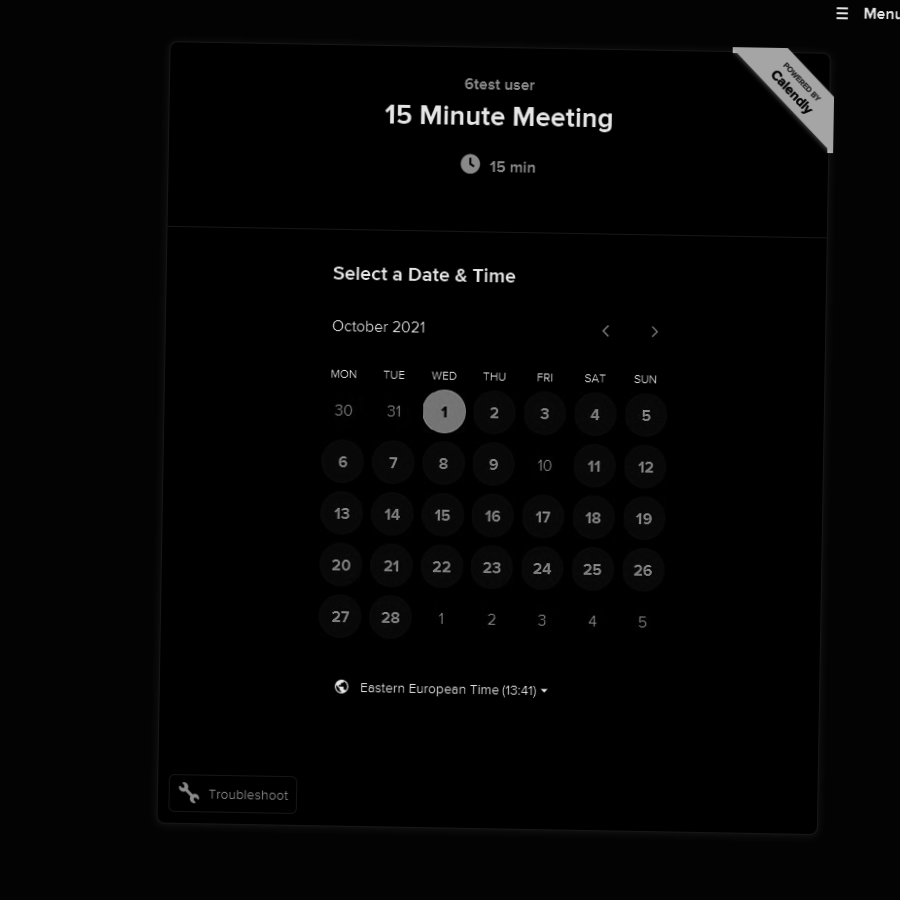 ☰ Menu
POWERED BY
Calendly
6test user
15 Minute Meeting
15 min
Select a Date & Time
October 2021
MON TUE WED THU FRI SAT SUN
30 31 1 2 3 4 5
6 7 8 9 10 11 12
13 14 15 16 17 18 19
20 21 22 23 24 25 26
27 28 1 2 3 4 5
Eastern European Time (13:41)
Troubleshoot